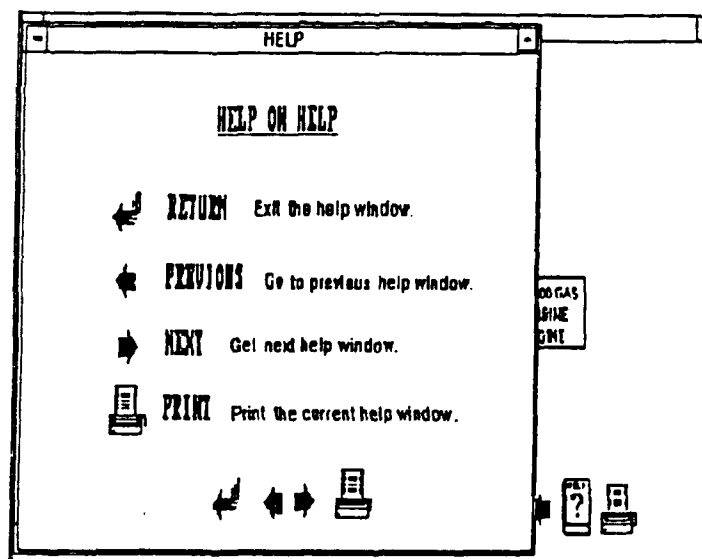 HELP
HELP ON HELP
RETURN Exit the help window.
PREVIOUS Go to previous help window.
NEXT Get next help window.
PRINT Print the current help window.
GAS
?